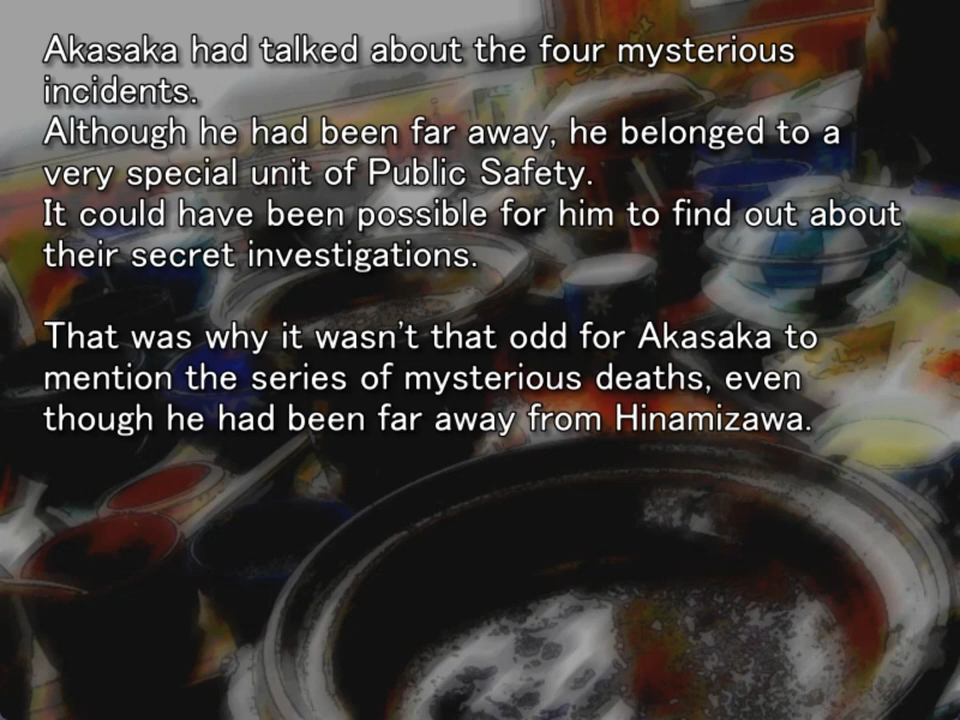 Akasaka had talked about the four mysterious
incidents.
Although he had been far away, he belonged to a
very special unit of Public Safety.
It could have been possible for him to find out about
their secret investigations.
That was why it wasn't that odd for Akasaka to
mention the series of mysterious deaths, even
though he had been far away from Hinamizawa.